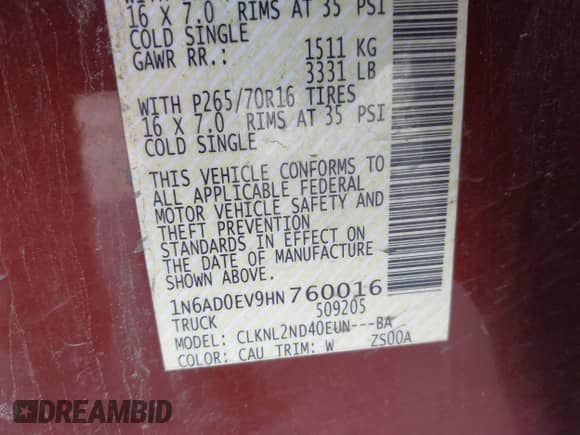 16 X 7.0 RIMS AT 35 PSI
COLD SINGLE
GAWR RR.: 1511 KG
3331 LB
WITH P265/70R16 TIRES
16 X 7.0 RIMS AT 35 PSI
COLD SINGLE
THIS VEHICLE CONFORMS TO
ALL APPLICABLE FEDERAL
MOTOR VEHICLE SAFETY AND
THEFT PREVENTION
STANDARDS IN EFFECT ON
THE DATE OF MANUFACTURE
SHOWN ABOVE.
1N6AD0EV9HN760016
TRUCK 509205
MODEL: CLKNL2ND40EUN---BA
COLOR: CAU TRIM: W ZS00A
DREAMBID